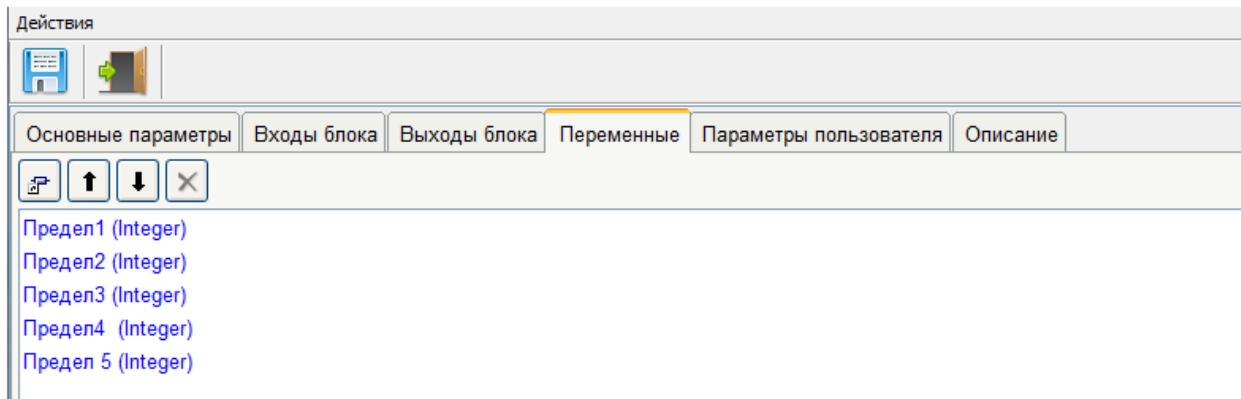 Действия
Основные параметры Входы блока Выходы блока Переменные Параметры пользователя Описание
Предел1 (Integer)
Предел2 (Integer)
Предел3 (Integer)
Предел4  (Integer)
Предел 5 (Integer)